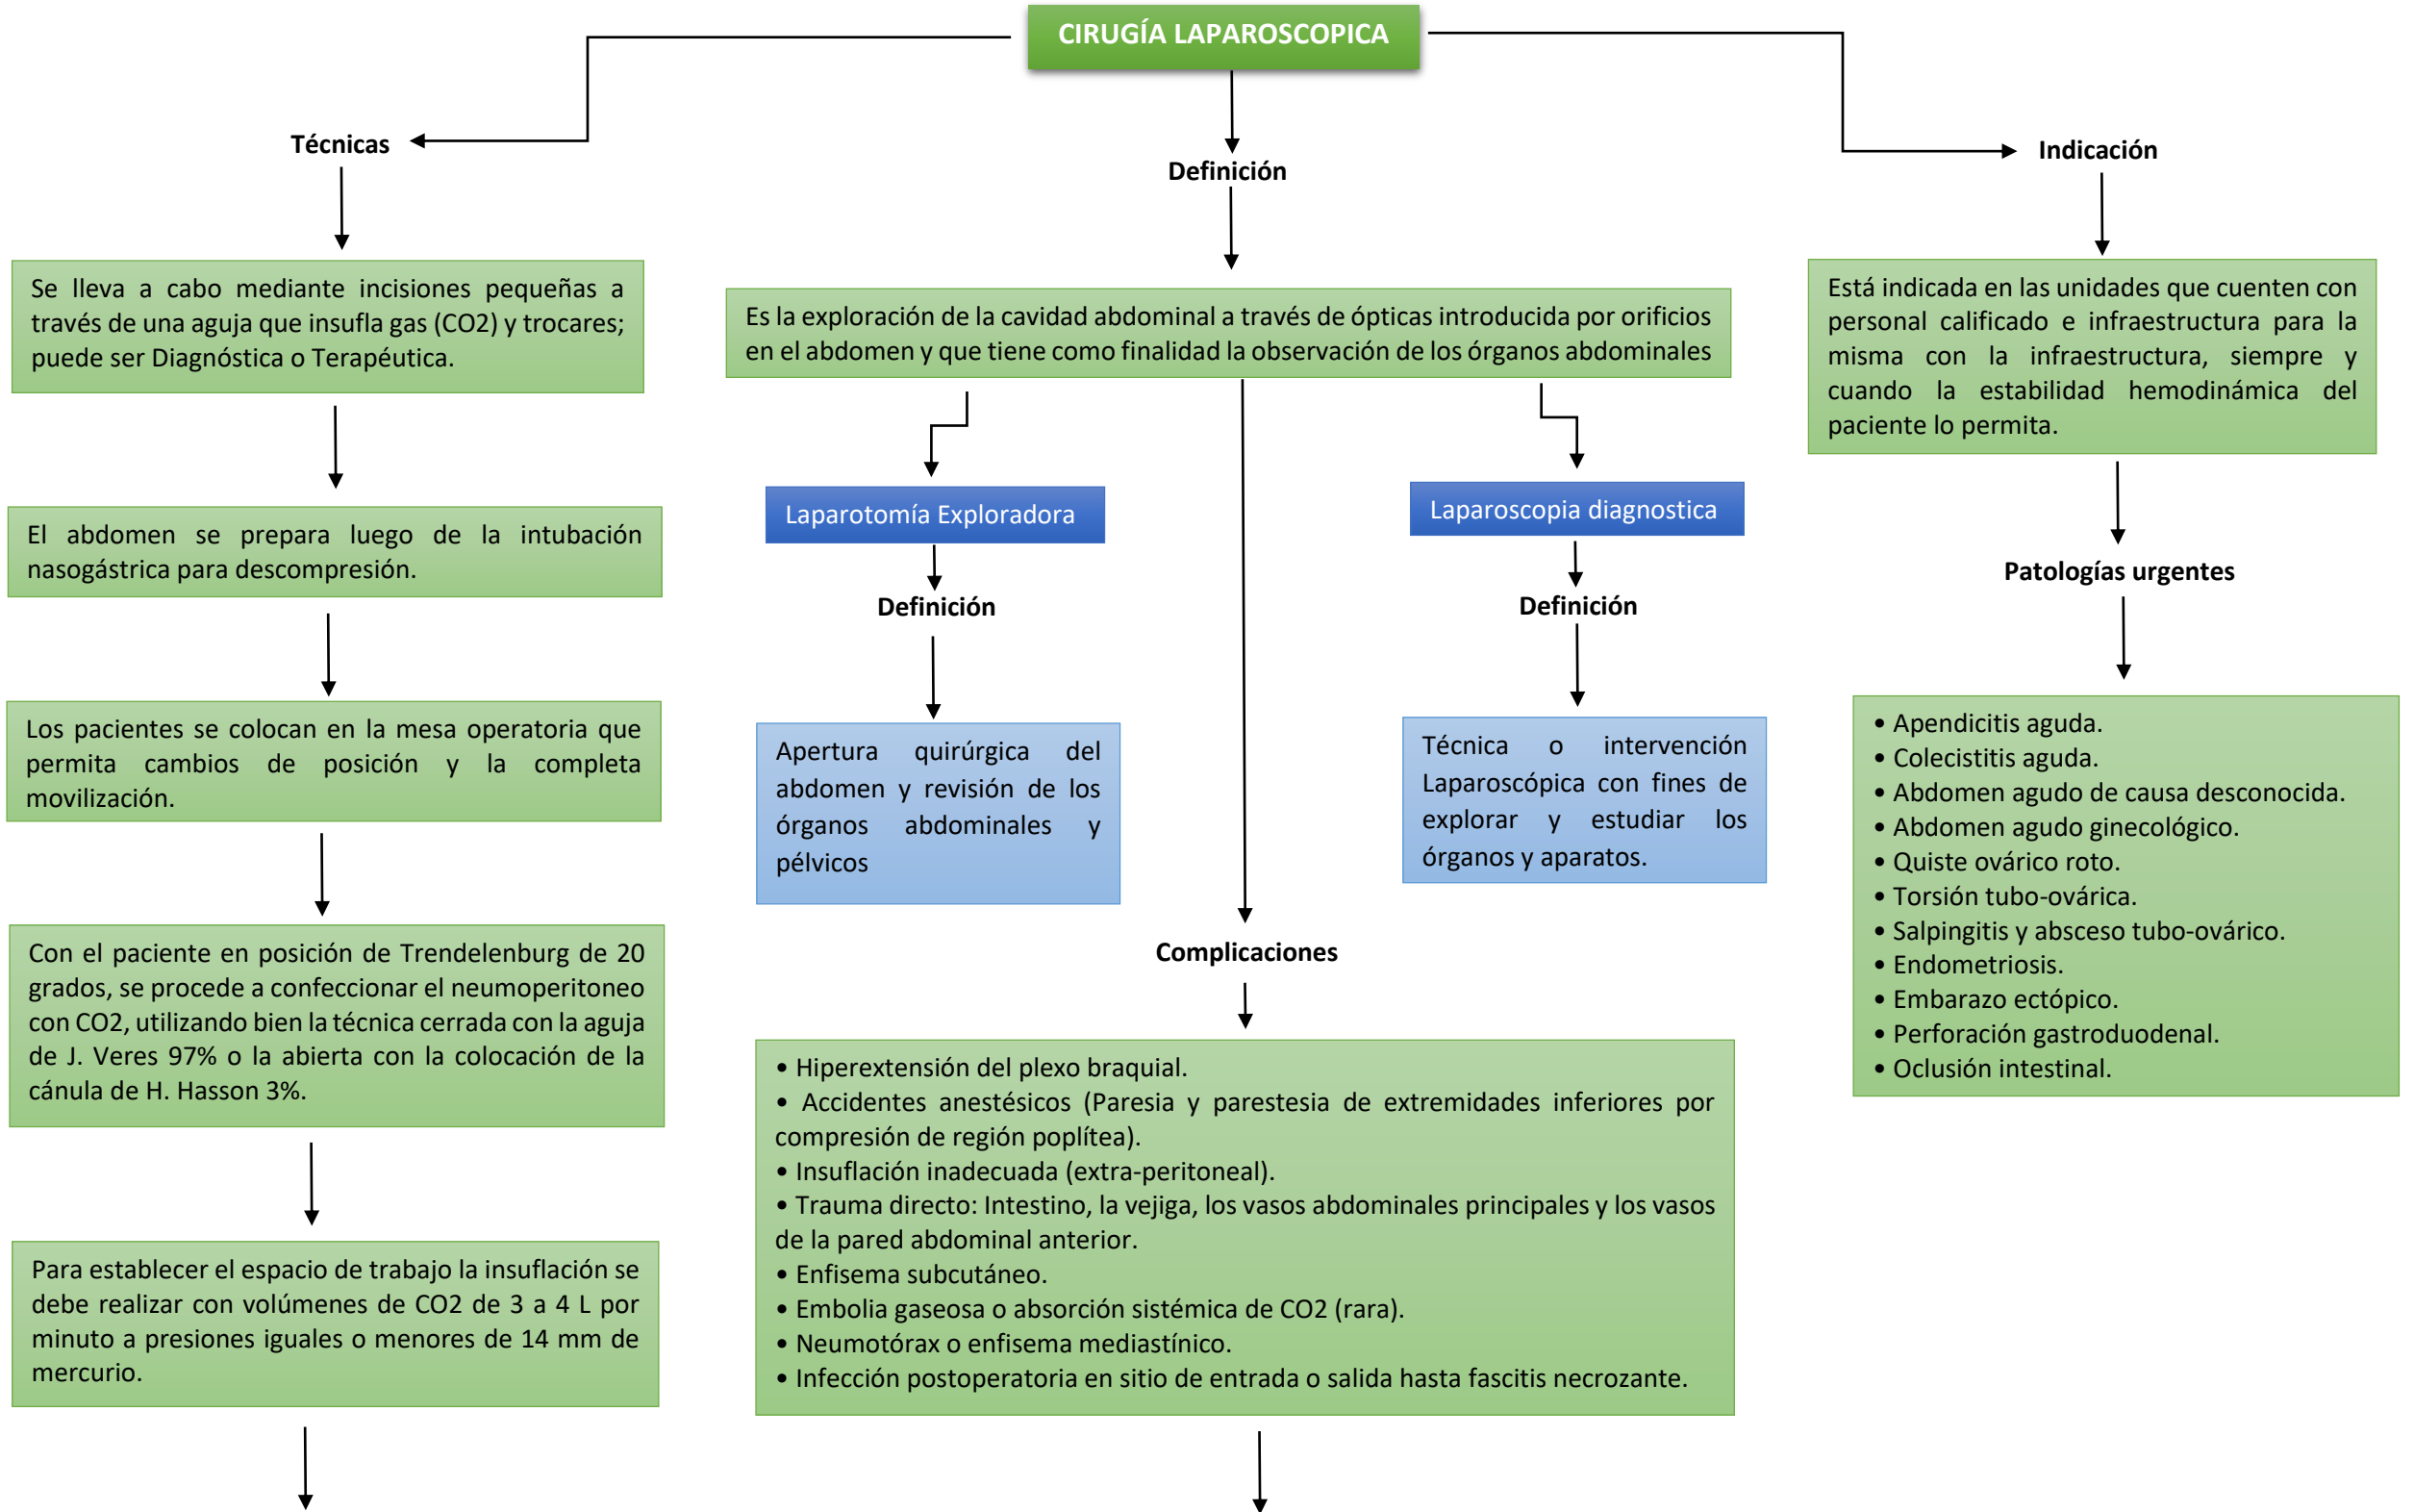 CIRUGÍA LAPAROSCOPICA
Técnicas
Se lleva a cabo mediante incisiones pequeñas a
través de una aguja que insufla gas (CO2) y trocares;
puede ser Diagnóstica o Terapéutica.
El abdomen se prepara luego de la intubación
nasogástrica para descompresión.
Los pacientes se colocan en la mesa operatoria que
permita cambios de posición y la completa
movilización.
Con el paciente en posición de Trendelenburg de 20
grados, se procede a confeccionar el neumoperitoneo
con CO2, utilizando bien la técnica cerrada con la aguja
de J. Veres 97% o la abierta con la colocación de la
cánula de H. Hasson 3%.
Para establecer el espacio de trabajo la insuflación se
debe realizar con volúmenes de CO2 de 3 a 4 L por
minuto a presiones iguales o menores de 14 mm de
mercurio.
Definición
Es la exploración de la cavidad abdominal a través de ópticas introducida por orificios
en el abdomen y que tiene como finalidad la observación de los órganos abdominales
Laparotomía Exploradora
Definición
Apertura quirúrgica del
abdomen y revisión de los
órganos abdominales y
pélvicos
Laparoscopia diagnostica
Definición
Técnica o intervención
Laparoscópica con fines de
explorar y estudiar los
órganos y aparatos.
Complicaciones
• Hiperextensión del plexo braquial.
• Accidentes anestésicos (Paresia y parestesia de extremidades inferiores por
compresión de región poplítea).
• Insuflación inadecuada (extra-peritoneal).
• Trauma directo: Intestino, la vejiga, los vasos abdominales principales y los vasos
de la pared abdominal anterior.
• Enfisema subcutáneo.
• Embolia gaseosa o absorción sistémica de CO2 (rara).
• Neumotórax o enfisema mediastínico.
• Infección postoperatoria en sitio de entrada o salida hasta fascitis necrozante.
Indicación
Está indicada en las unidades que cuenten con
personal calificado e infraestructura para la
misma con la infraestructura, siempre y
cuando la estabilidad hemodinámica del
paciente lo permita.
Patologías urgentes
• Apendicitis aguda.
• Colecistitis aguda.
• Abdomen agudo de causa desconocida.
• Abdomen agudo ginecológico.
• Quiste ovárico roto.
• Torsión tubo-ovárica.
• Salpingitis y absceso tubo-ovárico.
• Endometriosis.
• Embarazo ectópico.
• Perforación gastroduodenal.
• Oclusión intestinal.